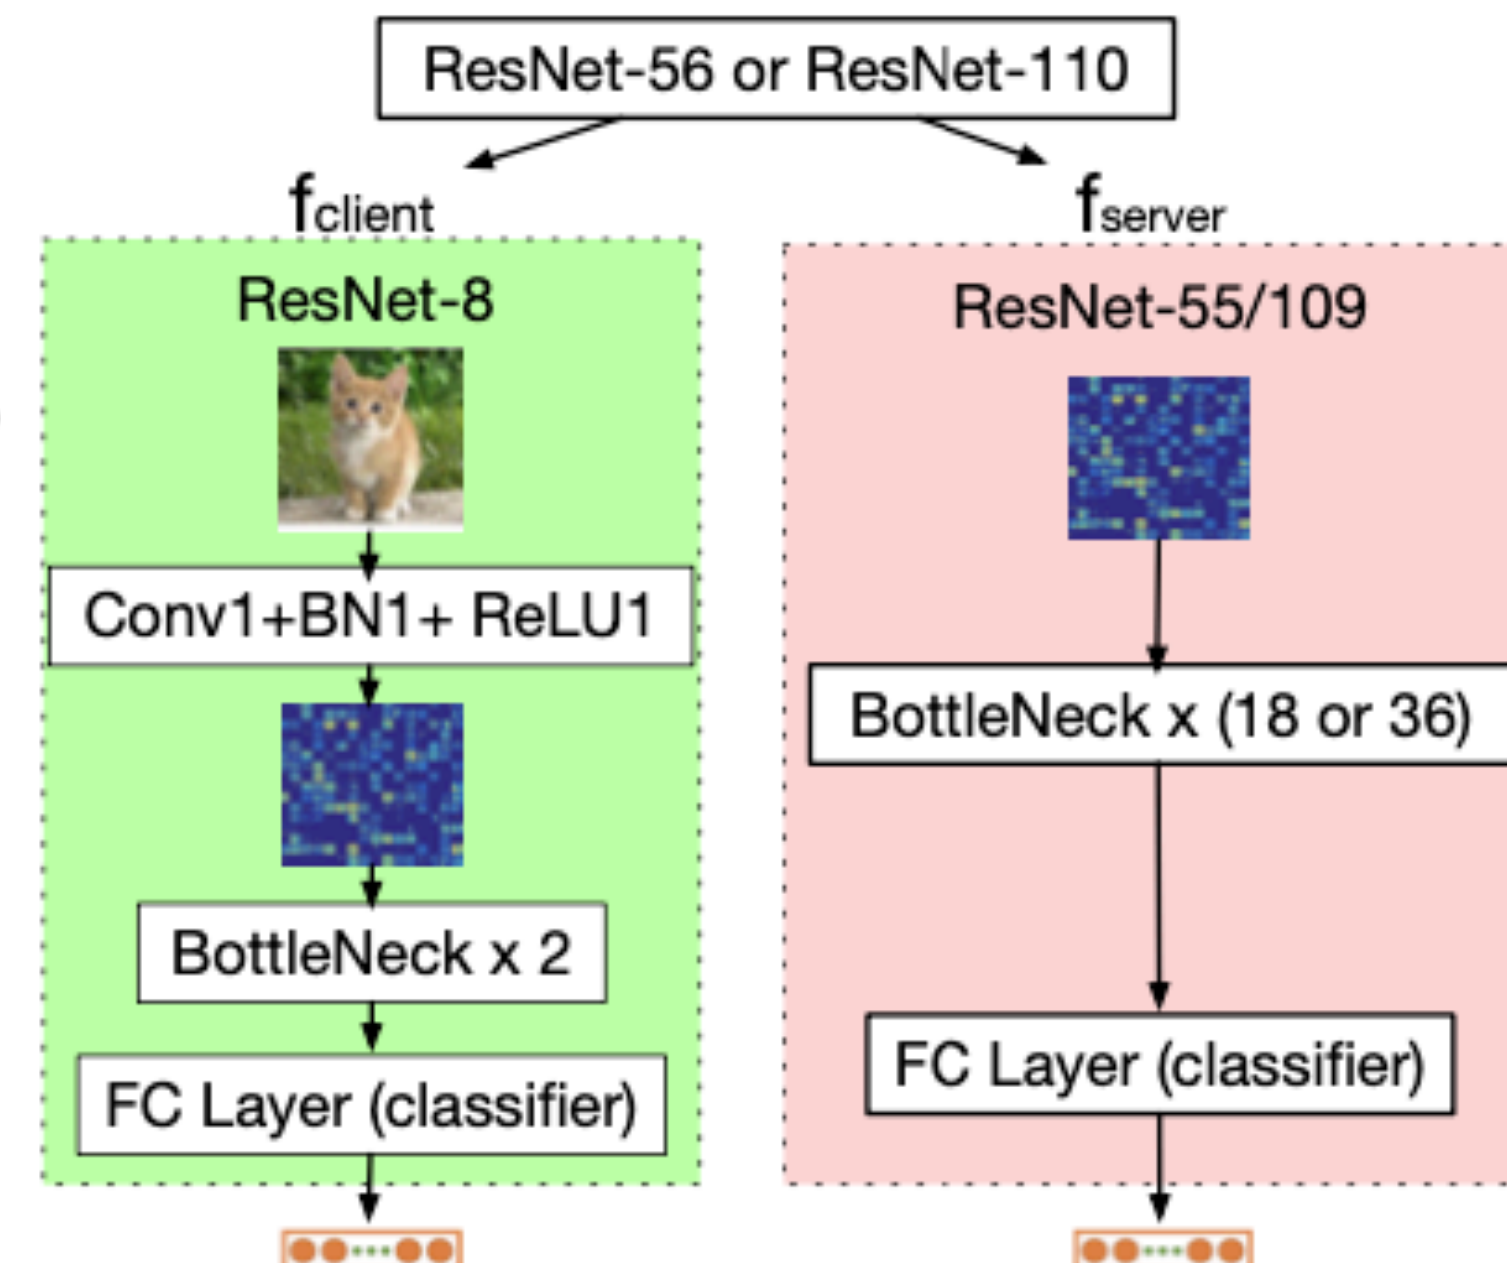 ResNet-56 or ResNet-110
fclient
fserver
ResNet-8
Conv1+BN1+ ReLU1
BottleNeck x 2
FC Layer (classifier)
ResNet-55/109
BottleNeck x (18 or 36)
FC Layer (classifier)